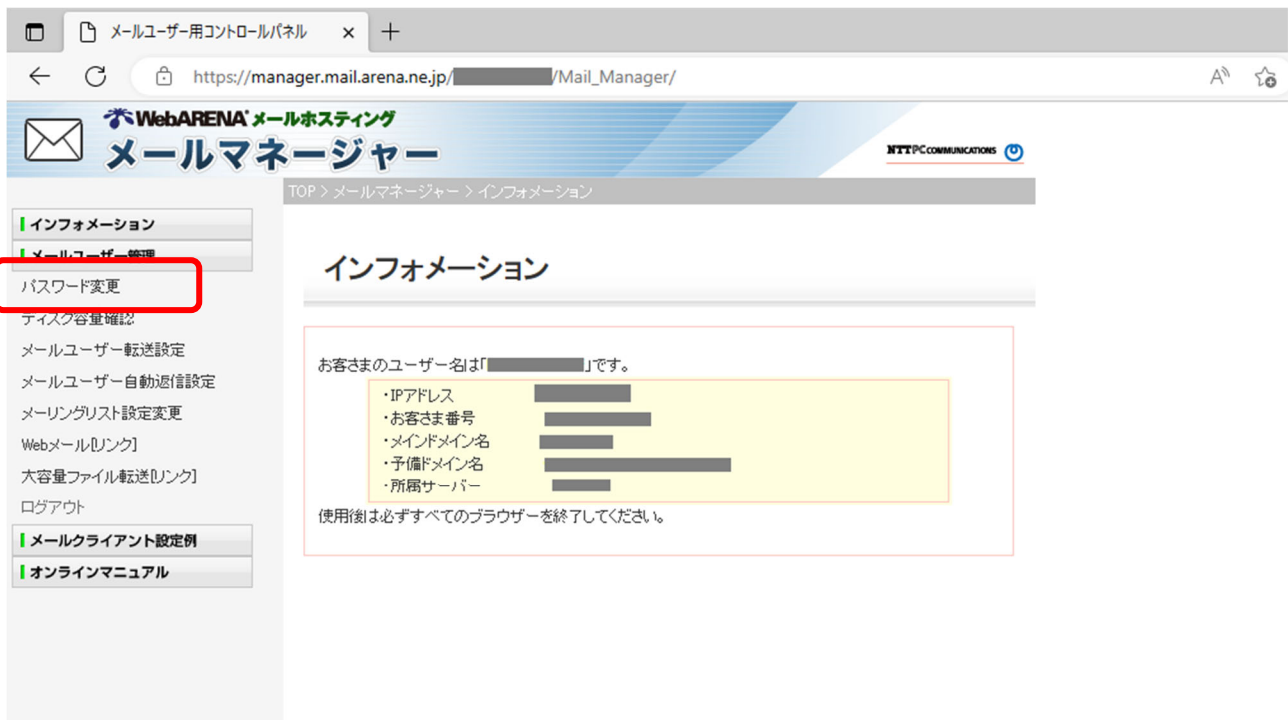 メールユーザー用コントロールパネル
https://manager.mail.arena.ne.jp/ /Mail_Manager/
WebARENA メールホスティング
メールマネージャー
NTTPC COMMUNICATIONS
TOP > メールマネージャー > インフォメーション
インフォメーション
メールユーザー管理
パスワード変更
ディスク容量確認
メールユーザー転送設定
メールユーザー自動返信設定
メーリングリスト設定変更
Webメール[リンク]
大容量ファイル転送[リンク]
ログアウト
メールクライアント設定例
オンラインマニュアル
インフォメーション
お客さまのユーザー名は「 」です。
・IPアドレス
・お客さま番号
・メインドメイン名
・予備ドメイン名
・所属サーバー
使用後は必ずすべてのブラウザーを終了してください。